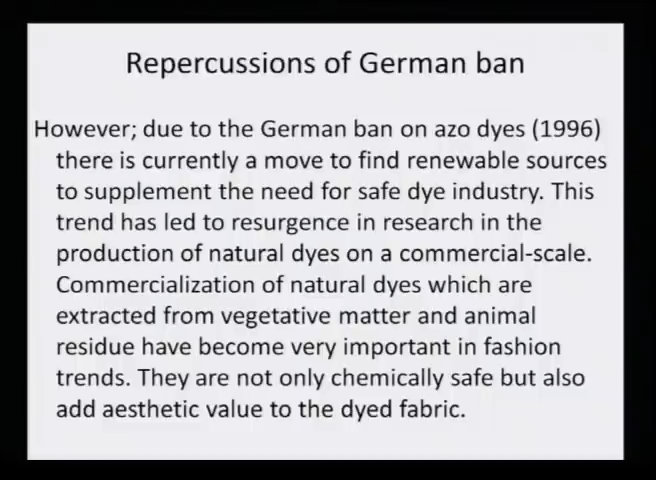 Repercussions of German ban
However; due to the German ban on azo dyes (1996)
there is currently a move to find renewable sources
to supplement the need for safe dye industry. This
trend has led to resurgence in research in the
production of natural dyes on a commercial-scale.
Commercialization of natural dyes which are
extracted from vegetative matter and animal
residue have become very important in fashion
trends. They are not only chemically safe but also
add aesthetic value to the dyed fabric.